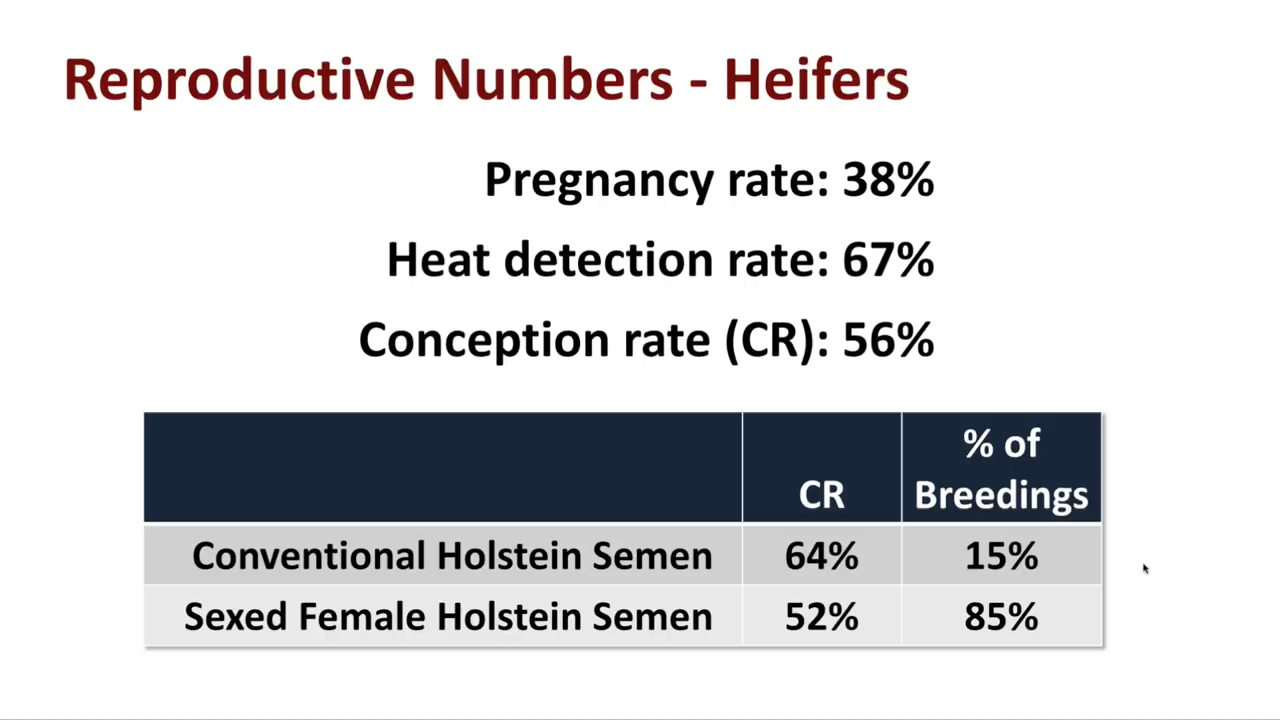 Reproductive Numbers - Heifers
Pregnancy rate: 38%
Heat detection rate: 67%
Conception rate (CR): 56%
CR
% of
Breedings
Conventional Holstein Semen 64% 15%
Sexed Female Holstein Semen 52% 85%